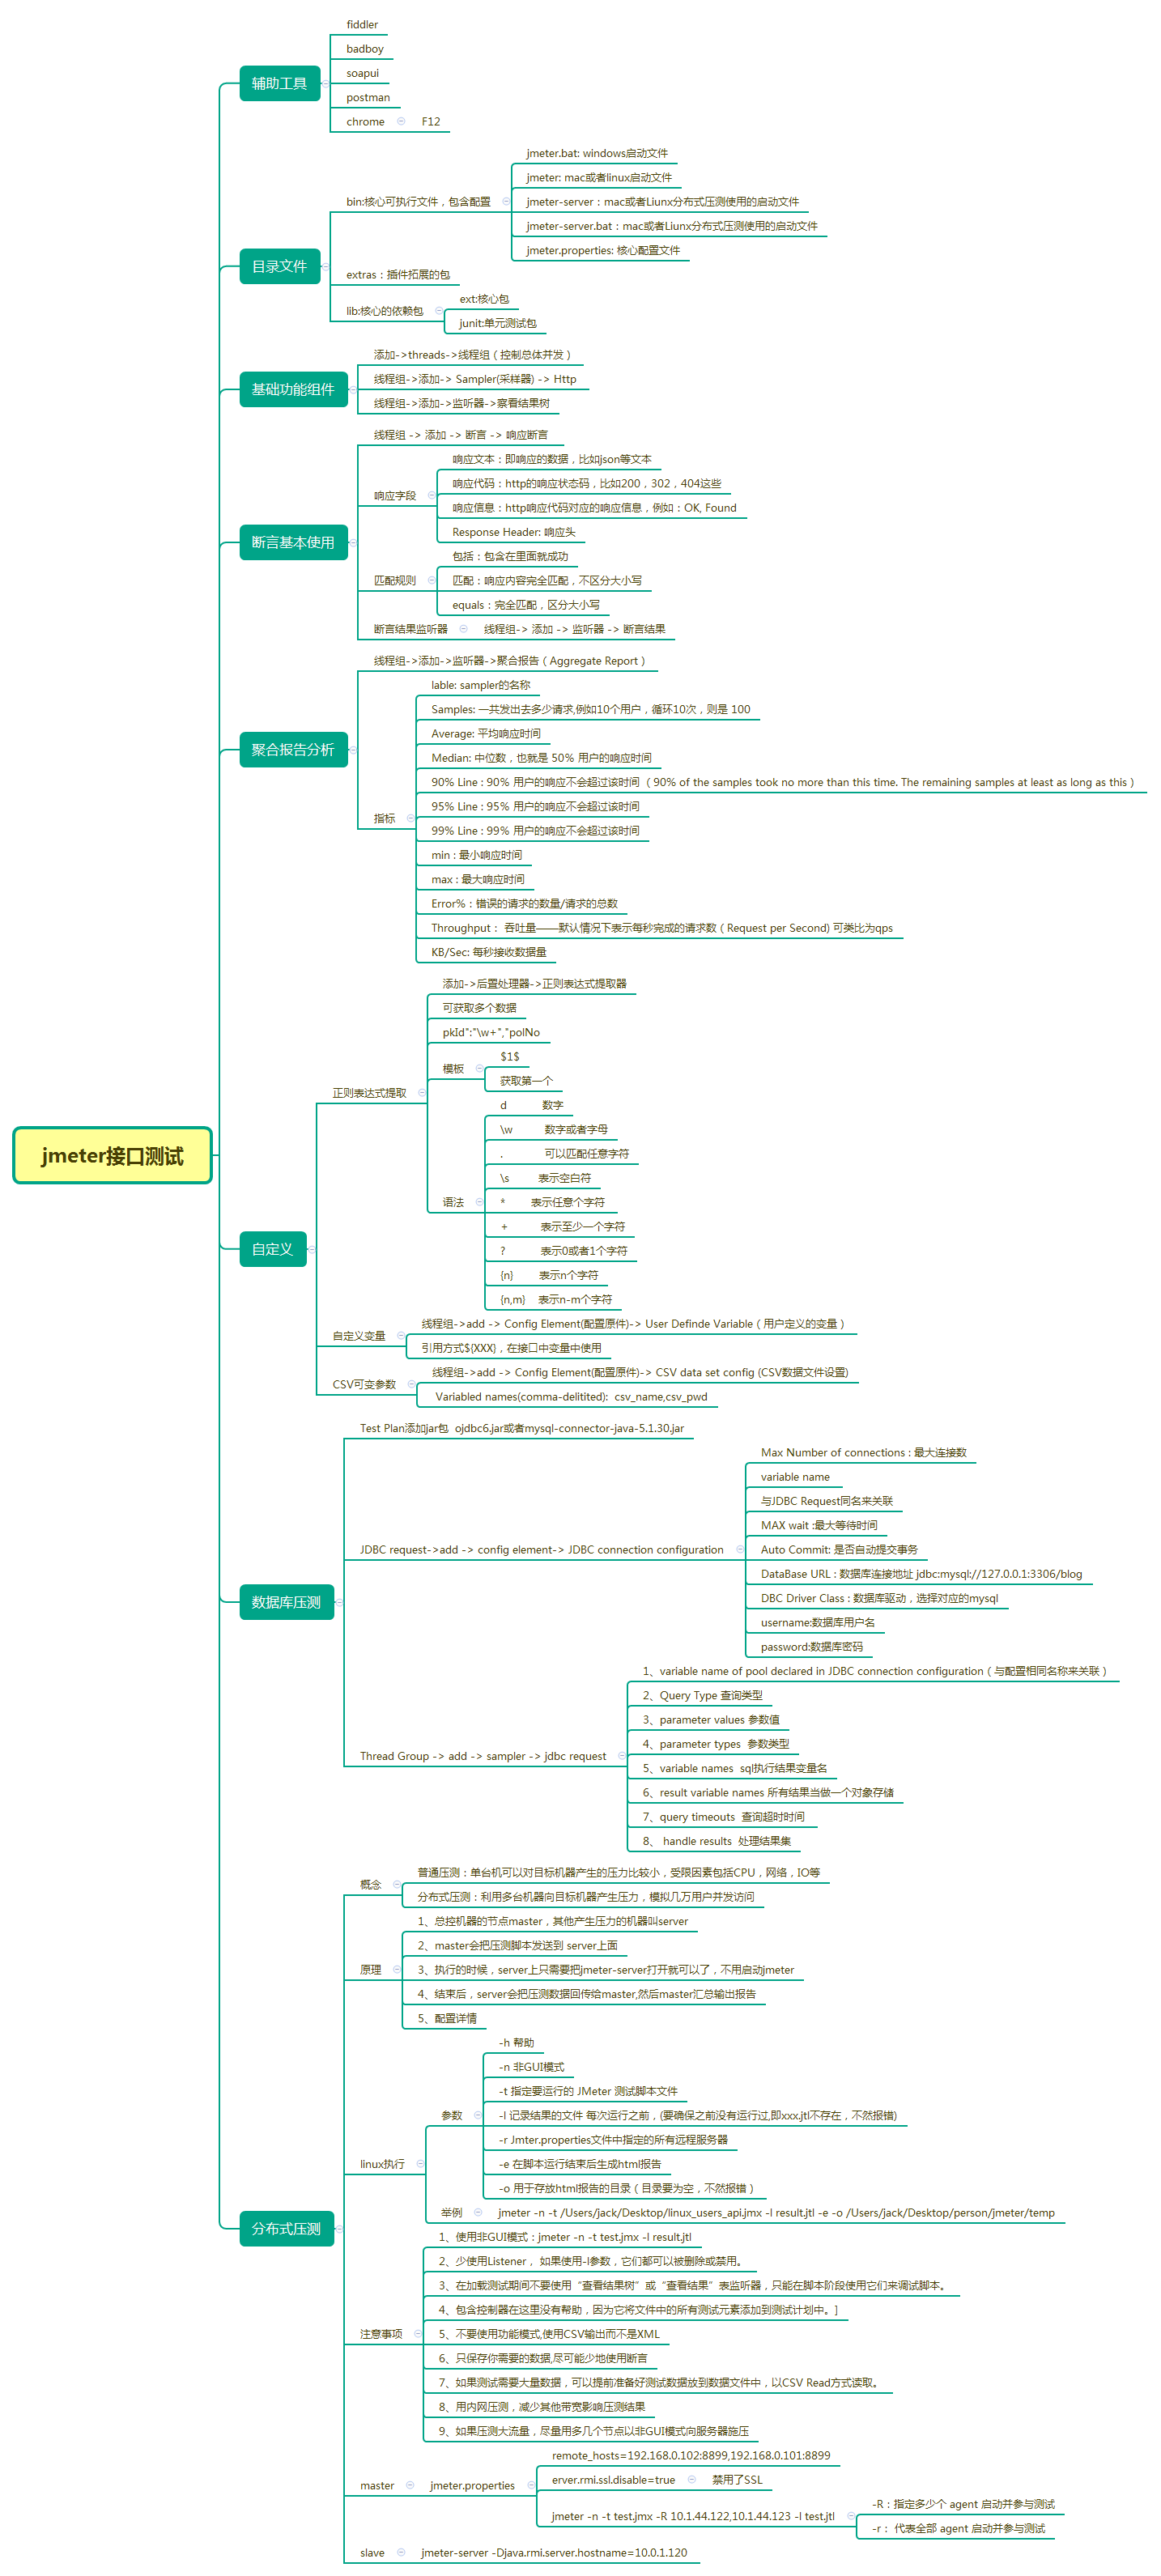 jmeter接口测试
辅助工具
fiddler
badboy
soapui
postman
chrome
F12
目录文件
bin:核心可执行文件，包含配置
jmeter.bat: windows启动文件
jmeter: mac或者linux启动文件
jmeter-server：mac或者Liunx分布式压测使用的启动文件
jmeter-server.bat：mac或者Liunx分布式压测使用的启动文件
jmeter.properties: 核心配置文件
extras：插件拓展的包
lib:核心的依赖包
ext:核心包
junit:单元测试包
基础功能组件
添加->threads->线程组（控制总体并发）
线程组->添加-> Sampler(采样器) -> Http
线程组->添加->监听器->察看结果树
断言基本使用
线程组 -> 添加 -> 断言 -> 响应断言
响应字段
响应文本：即响应的数据，比如json等文本
响应代码：http的响应状态码，比如200，302，404这些
响应信息：http响应代码对应的响应信息，例如：OK, Found
Response Header: 响应头
匹配规则
包括：包含在里面就成功
匹配：响应内容完全匹配，不区分大小写
equals：完全匹配，区分大小写
断言结果监听器
线程组-> 添加 -> 监听器 -> 断言结果
聚合报告分析
线程组->添加->监听器->聚合报告（Aggregate Report）
指标
lable: sampler的名称
Samples: 一共发出去多少请求,例如10个用户，循环10次，则是 100
Average: 平均响应时间
Median: 中位数，也就是 50% 用户的响应时间
90% Line : 90% 用户的响应不会超过该时间 （90% of the samples took no more than this time. The remaining samples at least as long as this）
95% Line : 95% 用户的响应不会超过该时间
99% Line : 99% 用户的响应不会超过该时间
min : 最小响应时间
max : 最大响应时间
Error%：错误的请求的数量/请求的总数
Throughput： 吞吐量——默认情况下表示每秒完成的请求数（Request per Second) 可类比为qps
KB/Sec: 每秒接收数据量
自定义
正则表达式提取
添加->后置处理器->正则表达式提取器
可获取多个数据
pkId":"\w+","polNo
模板
$1$
获取第一个
语法
d 数字
\w 数字或者字母
. 可以匹配任意字符
\s 表示空白符
* 表示任意个字符
+ 表示至少一个字符
? 表示0或者1个字符
{n} 表示n个字符
{n,m} 表示n-m个字符
自定义变量
线程组->add -> Config Element(配置原件)-> User Definde Variable（用户定义的变量）
引用方式${XXX}，在接口中变量中使用
CSV可变参数
线程组->add -> Config Element(配置原件)-> CSV data set config (CSV数据文件设置)
Variabled names(comma-delitited): csv_name,csv_pwd
数据库压测
Test Plan添加jar包 ojdbc6.jar或者mysql-connector-java-5.1.30.jar
JDBC request->add -> config element-> JDBC connection configuration
Max Number of connections : 最大连接数
variable name
与JDBC Request同名来关联
MAX wait :最大等待时间
Auto Commit: 是否自动提交事务
DataBase URL : 数据库连接地址 jdbc:mysql://127.0.0.1:3306/blog
DBC Driver Class : 数据库驱动，选择对应的mysql
username:数据库用户名
password:数据库密码
Thread Group -> add -> sampler -> jdbc request
1、variable name of pool declared in JDBC connection configuration（与配置相同名称来关联）
2、Query Type 查询类型
3、parameter values 参数值
4、parameter types 参数类型
5、variable names sql执行结果变量名
6、result variable names 所有结果当做一个对象存储
7、query timeouts 查询超时时间
8、 handle results 处理结果集
分布式压测
概念
普通压测：单台机可以对目标机器产生的压力比较小，受限因素包括CPU，网络，IO等
分布式压测：利用多台机器向目标机器产生压力，模拟几万用户并发访问
原理
1、总控机器的节点master，其他产生压力的机器叫server
2、master会把压测脚本发送到 server上面
3、执行的时候，server上只需要把jmeter-server打开就可以了，不用启动jmeter
4、结束后，server会把压测数据回传给master,然后master汇总输出报告
5、配置详情
linux执行
参数
-h 帮助
-n 非GUI模式
-t 指定要运行的 JMeter 测试脚本文件
-l 记录结果的文件 每次运行之前，(要确保之前没有运行过,即xxx.jtl不存在，不然报错)
-r Jmter.properties文件中指定的所有远程服务器
-e 在脚本运行结束后生成html报告
-o 用于存放html报告的目录（目录要为空，不然报错）
举例
jmeter -n -t /Users/jack/Desktop/linux_users_api.jmx -l result.jtl -e -o /Users/jack/Desktop/person/jmeter/temp
注意事项
1、使用非GUI模式：jmeter -n -t test.jmx -l result.jtl
2、少使用Listener， 如果使用-l参数，它们都可以被删除或禁用。
3、在加载测试期间不要使用“查看结果树”或“查看结果”表监听器，只能在脚本阶段使用它们来调试脚本。
4、包含控制器在这里没有帮助，因为它将文件中的所有测试元素添加到测试计划中。]
5、不要使用功能模式,使用CSV输出而不是XML
6、只保存你需要的数据,尽可能少地使用断言
7、如果测试需要大量数据，可以提前准备好测试数据放到数据文件中，以CSV Read方式读取。
8、用内网压测，减少其他带宽影响压测结果
9、如果压测大流量，尽量用多几个节点以非GUI模式向服务器施压
master
jmeter.properties
remote_hosts=192.168.0.102:8899,192.168.0.101:8899
erver.rmi.ssl.disable=true
禁用了SSL
jmeter -n -t test.jmx -R 10.1.44.122,10.1.44.123 -l test.jtl
-R：指定多少个 agent 启动并参与测试
-r： 代表全部 agent 启动并参与测试
slave
jmeter-server -Djava.rmi.server.hostname=10.0.1.120